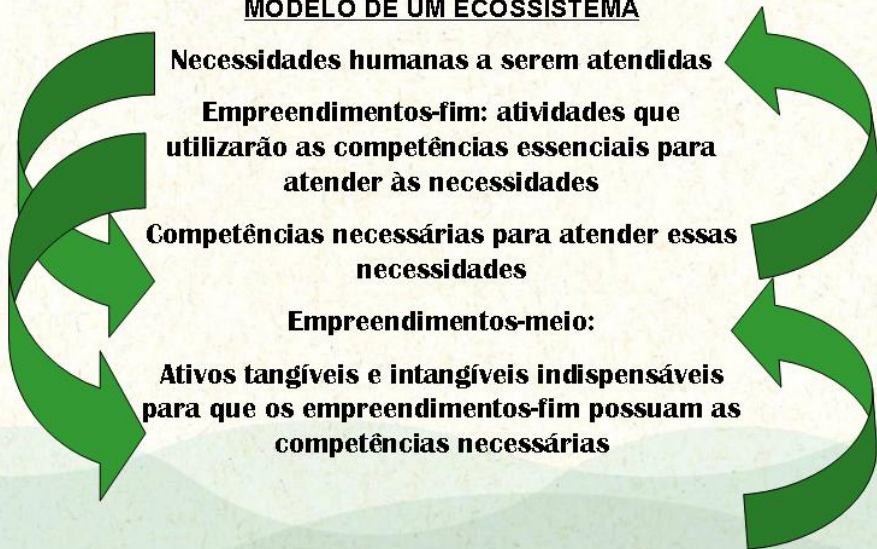 MODELO DE UM ECOSSISTEMA
Necessidades humanas a serem atendidas
Empreendimentos-fim: atividades que
utilizarão as competências essenciais para
atender às necessidades
Competências necessárias para atender essas
necessidades
Empreendimentos-meio:
Ativos tangíveis e intangíveis indispensáveis
para que os empreendimentos-fim possuam as
competências necessárias